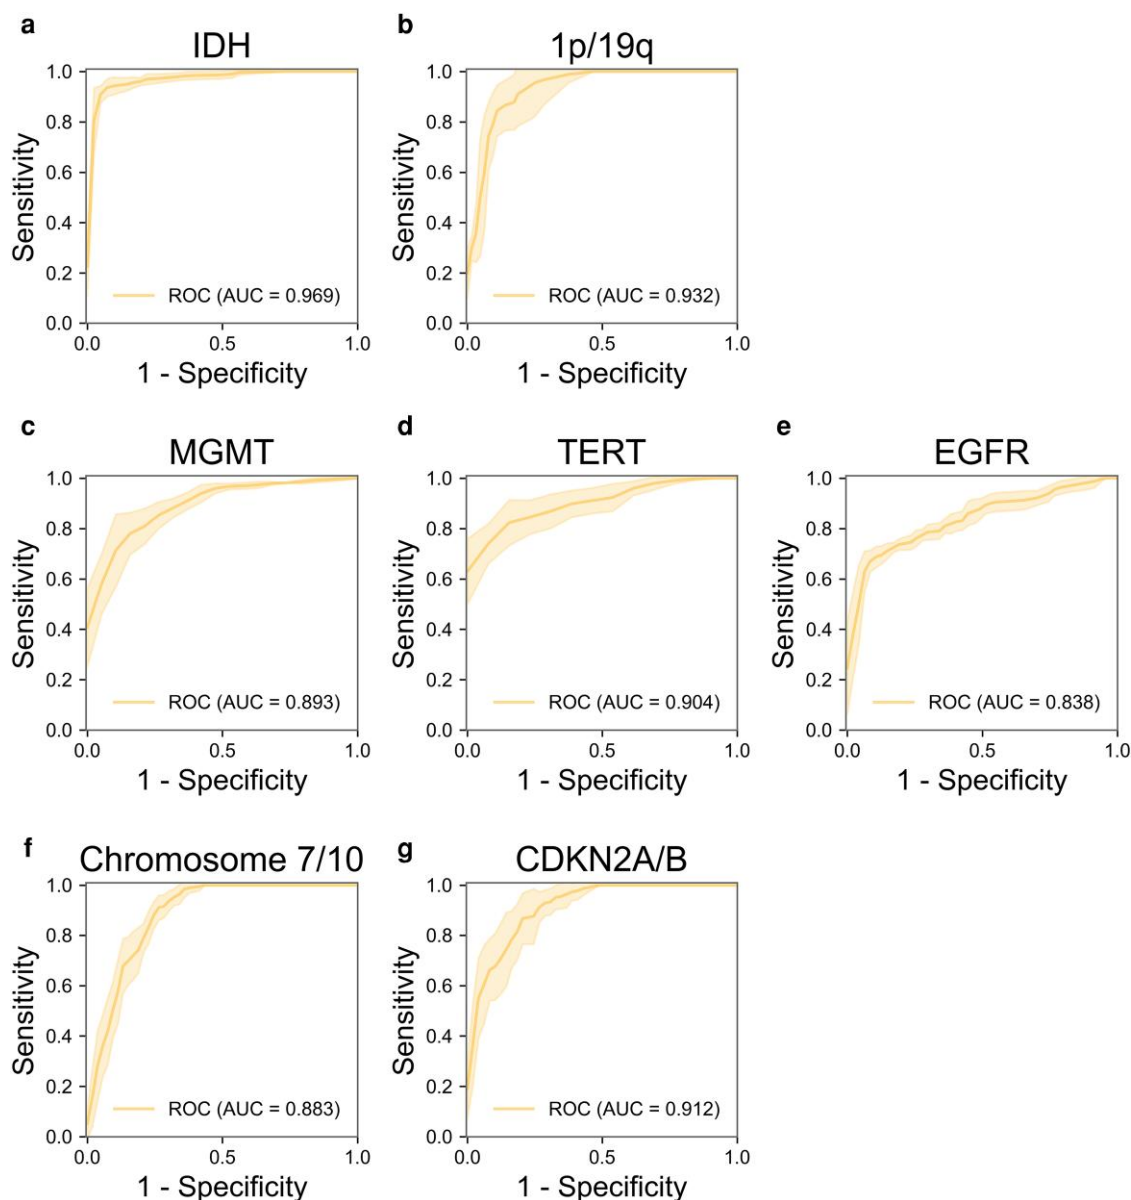 a
b
IDH
1p/19q
1.0
0.8
0.6
0.4
0.2
0.0
Sensitivity
ROC (AUC = 0.969)
0.0 0.5 1.0
1 - Specificity
1.0
0.8
0.6
0.4
0.2
0.0
Sensitivity
ROC (AUC = 0.932)
0.0 0.5 1.0
1 - Specificity
c
d
e
MGMT
TERT
EGFR
1.0
0.8
0.6
0.4
0.2
0.0
Sensitivity
ROC (AUC = 0.893)
0.0 0.5 1.0
1 - Specificity
1.0
0.8
0.6
0.4
0.2
0.0
Sensitivity
ROC (AUC = 0.904)
0.0 0.5 1.0
1 - Specificity
1.0
0.8
0.6
0.4
0.2
0.0
Sensitivity
ROC (AUC = 0.838)
0.0 0.5 1.0
1 - Specificity
f
g
Chromosome 7/10
CDKN2A/B
1.0
0.8
0.6
0.4
0.2
0.0
Sensitivity
ROC (AUC = 0.883)
0.0 0.5 1.0
1 - Specificity
1.0
0.8
0.6
0.4
0.2
0.0
Sensitivity
ROC (AUC = 0.912)
0.0 0.5 1.0
1 - Specificity